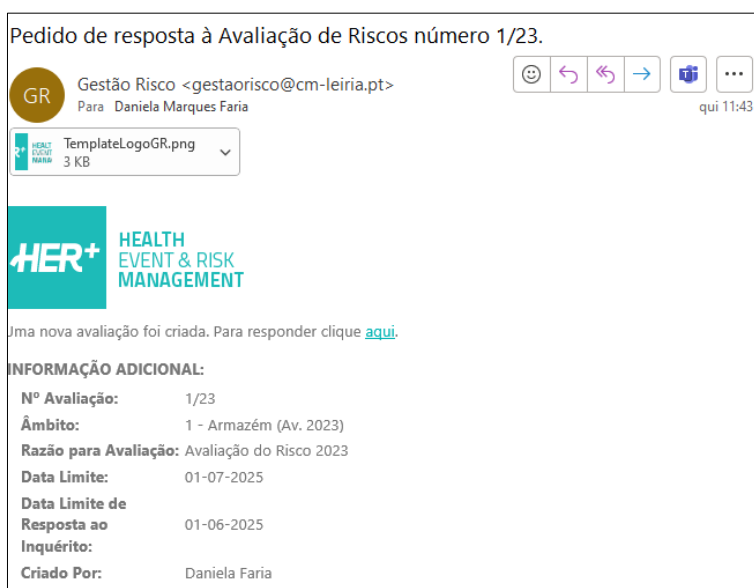 Pedido de resposta à Avaliação de Riscos número 1/23.
GR
Gestão Risco <gestaorisco@cm-leiria.pt>
Para Daniela Marques Faria
qui 11:43
TemplateLogoGR.png
3 KB
HER+
HEALTH
EVENT & RISK
MANAGEMENT
Uma nova avaliação foi criada. Para responder clique aqui.
INFORMAÇÃO ADICIONAL:
Nº Avaliação: 1/23
Âmbito: 1 - Armazém (Av. 2023)
Razão para Avaliação: Avaliação do Risco 2023
Data Limite: 01-07-2025
Data Limite de
Resposta ao 01-06-2025
Inquérito:
Criado Por: Daniela Faria